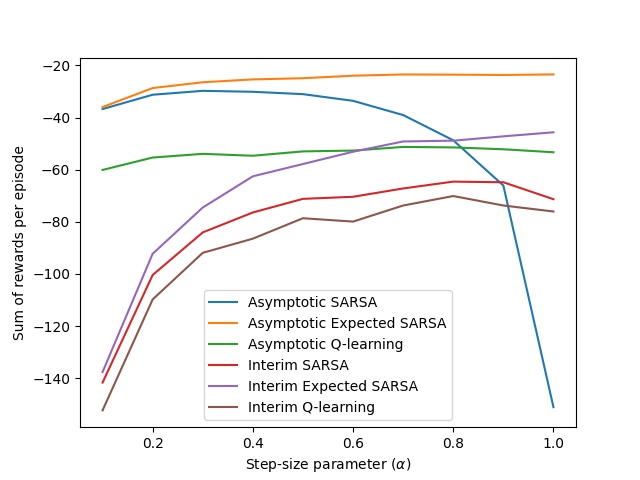 −20
−40
−60
−80
−100
−120
−140
Sum of rewards per episode
Asymptotic SARSA
Asymptotic Expected SARSA
Asymptotic Q-learning
Interim SARSA
Interim Expected SARSA
Interim Q-learning
0.2 0.4 0.6 0.8 1.0
Step-size parameter (α)